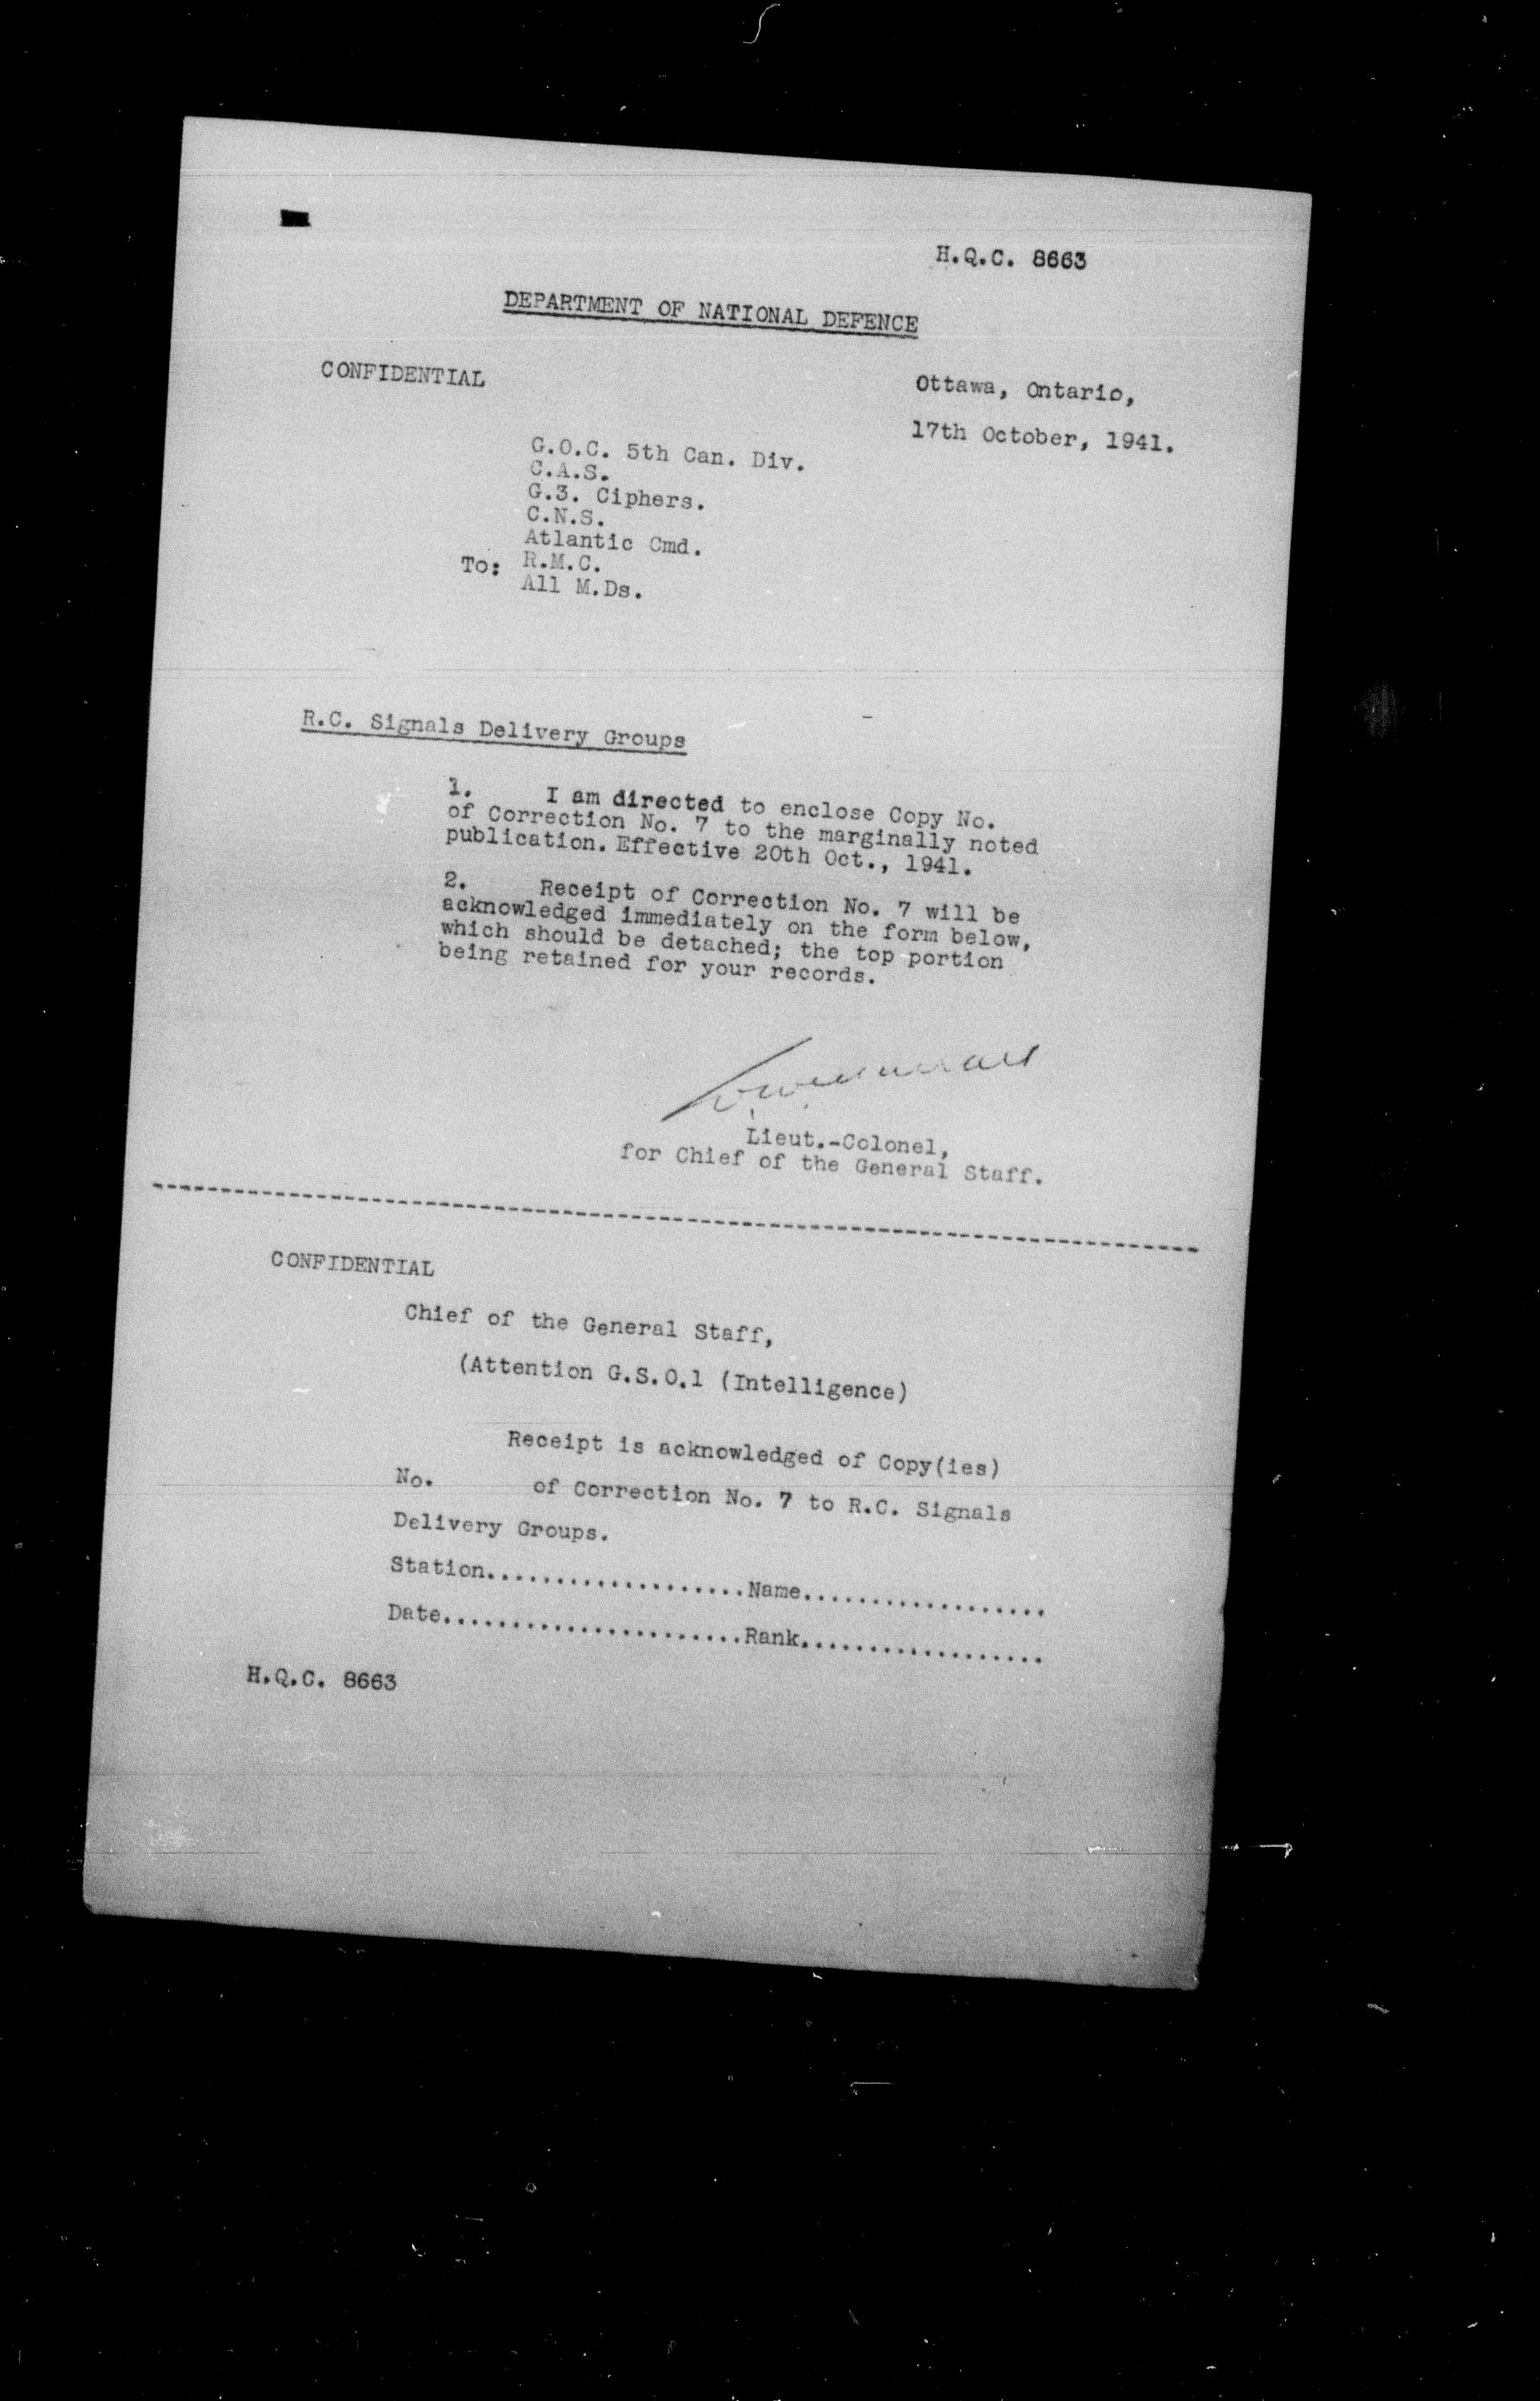 H.Q.C. 8663
DEPARTMENT OF NATIONAL DEFENCE
CONFIDENTIAL
Ottawa, Ontario,
17th October, 1941.
G.O.C. 5th Can. Div.
C.A.S.
G.3. Ciphers.
C.N.S.
Atlantic Cmd.
To: R.M.C.
All M.Ds.
R.C. Signals Delivery Groups
1. I am directed to enclose Copy No.
of Correction No. 7 to the marginally noted
publication. Effective 20th Oct., 1941.
2. Receipt of Correction No. 7 will be
acknowledged immediately on the form below,
which should be detached; the top portion
being retained for your records.
Lieut.-Colonel,
for Chief of the General Staff.
CONFIDENTIAL
Chief of the General Staff,
(Attention G.S.O.1 (Intelligence)
Receipt is acknowledged of Copy(ies)
No. of Correction No. 7 to R.C. Signals
Delivery Groups.
Station...................Name..................
Date......................Rank..................
H.Q.C. 8663